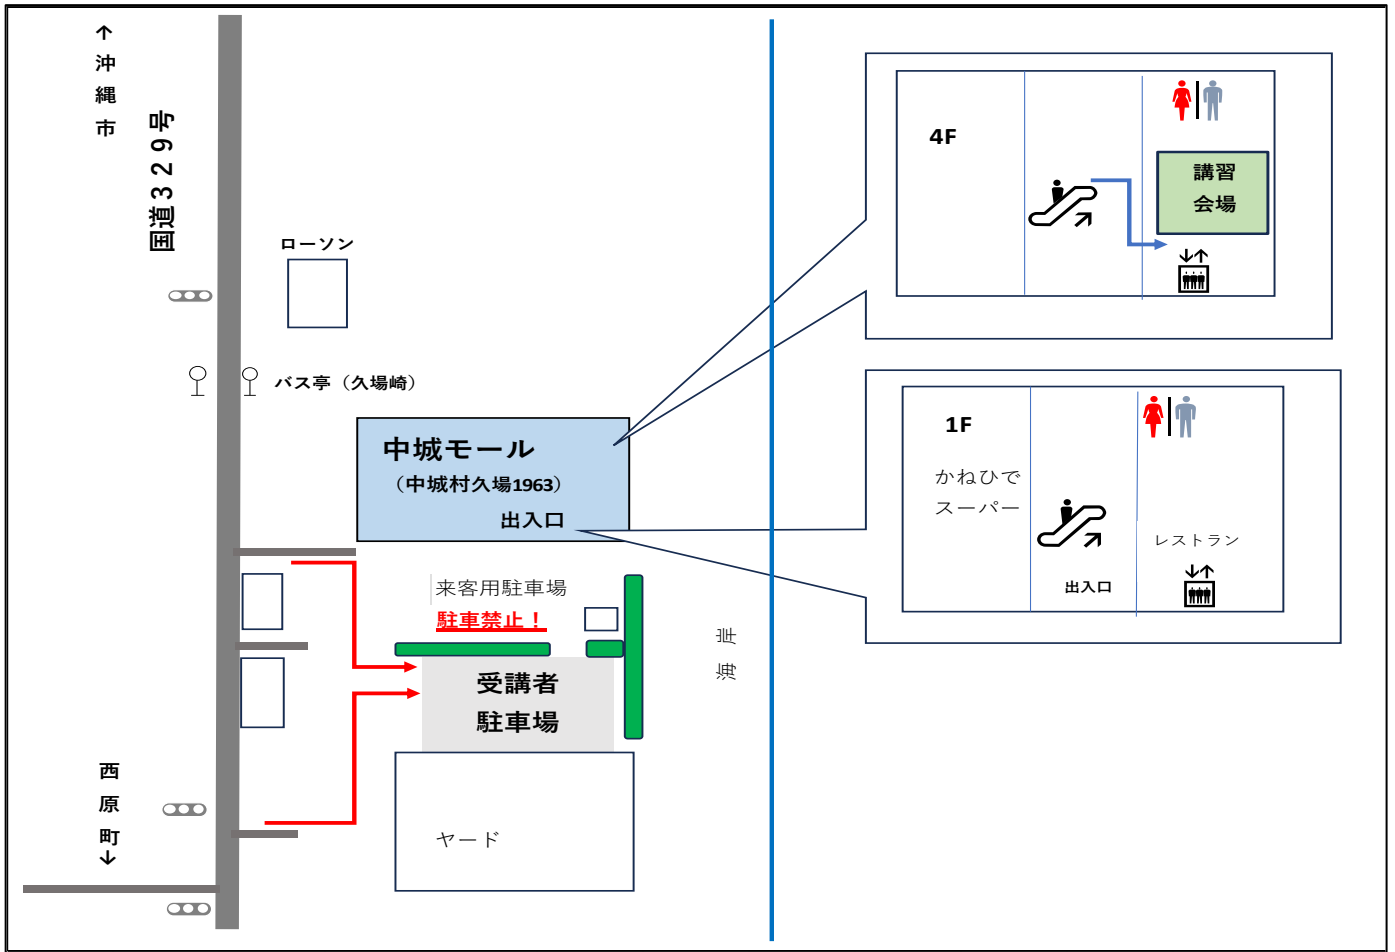 ↑沖縄市
国道329号
ローソン
バス亭（久場崎）
中城モール
（中城村久場1963）
出入口
来客用駐車場
駐車禁止！
受講者
駐車場
ヤード
西原町↓
海岸
4F
講習
会場
1F
かねひで
スーパー
レストラン
出入口